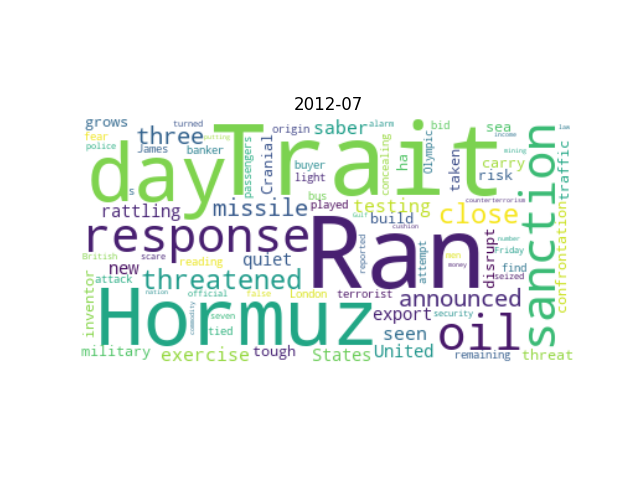 2012-07
grows
turned
origin
saber
alarm
bid
sea
law
fear
three
putting
income
police
James
banker
passengers
Cranial
buyer
light
concealing
ha
Olympic
taken
carry
risk
traffic
mining
day
Trait
s
rattling
missile
bus
played
testing
build
close
counterterrorism
Gulf
cushion
response
Ran
sanction
confrontation
British
scare
reading
quiet
reported
attempt
men
money
disrupt
number
Friday
find
seized
new
attack
threatened
inventor
nation
official
false
London
terrorist
announced
Hormuz
commodity
seven
tied
export
security
seen
oil
military
exercise
tough
States
United
remaining
threat